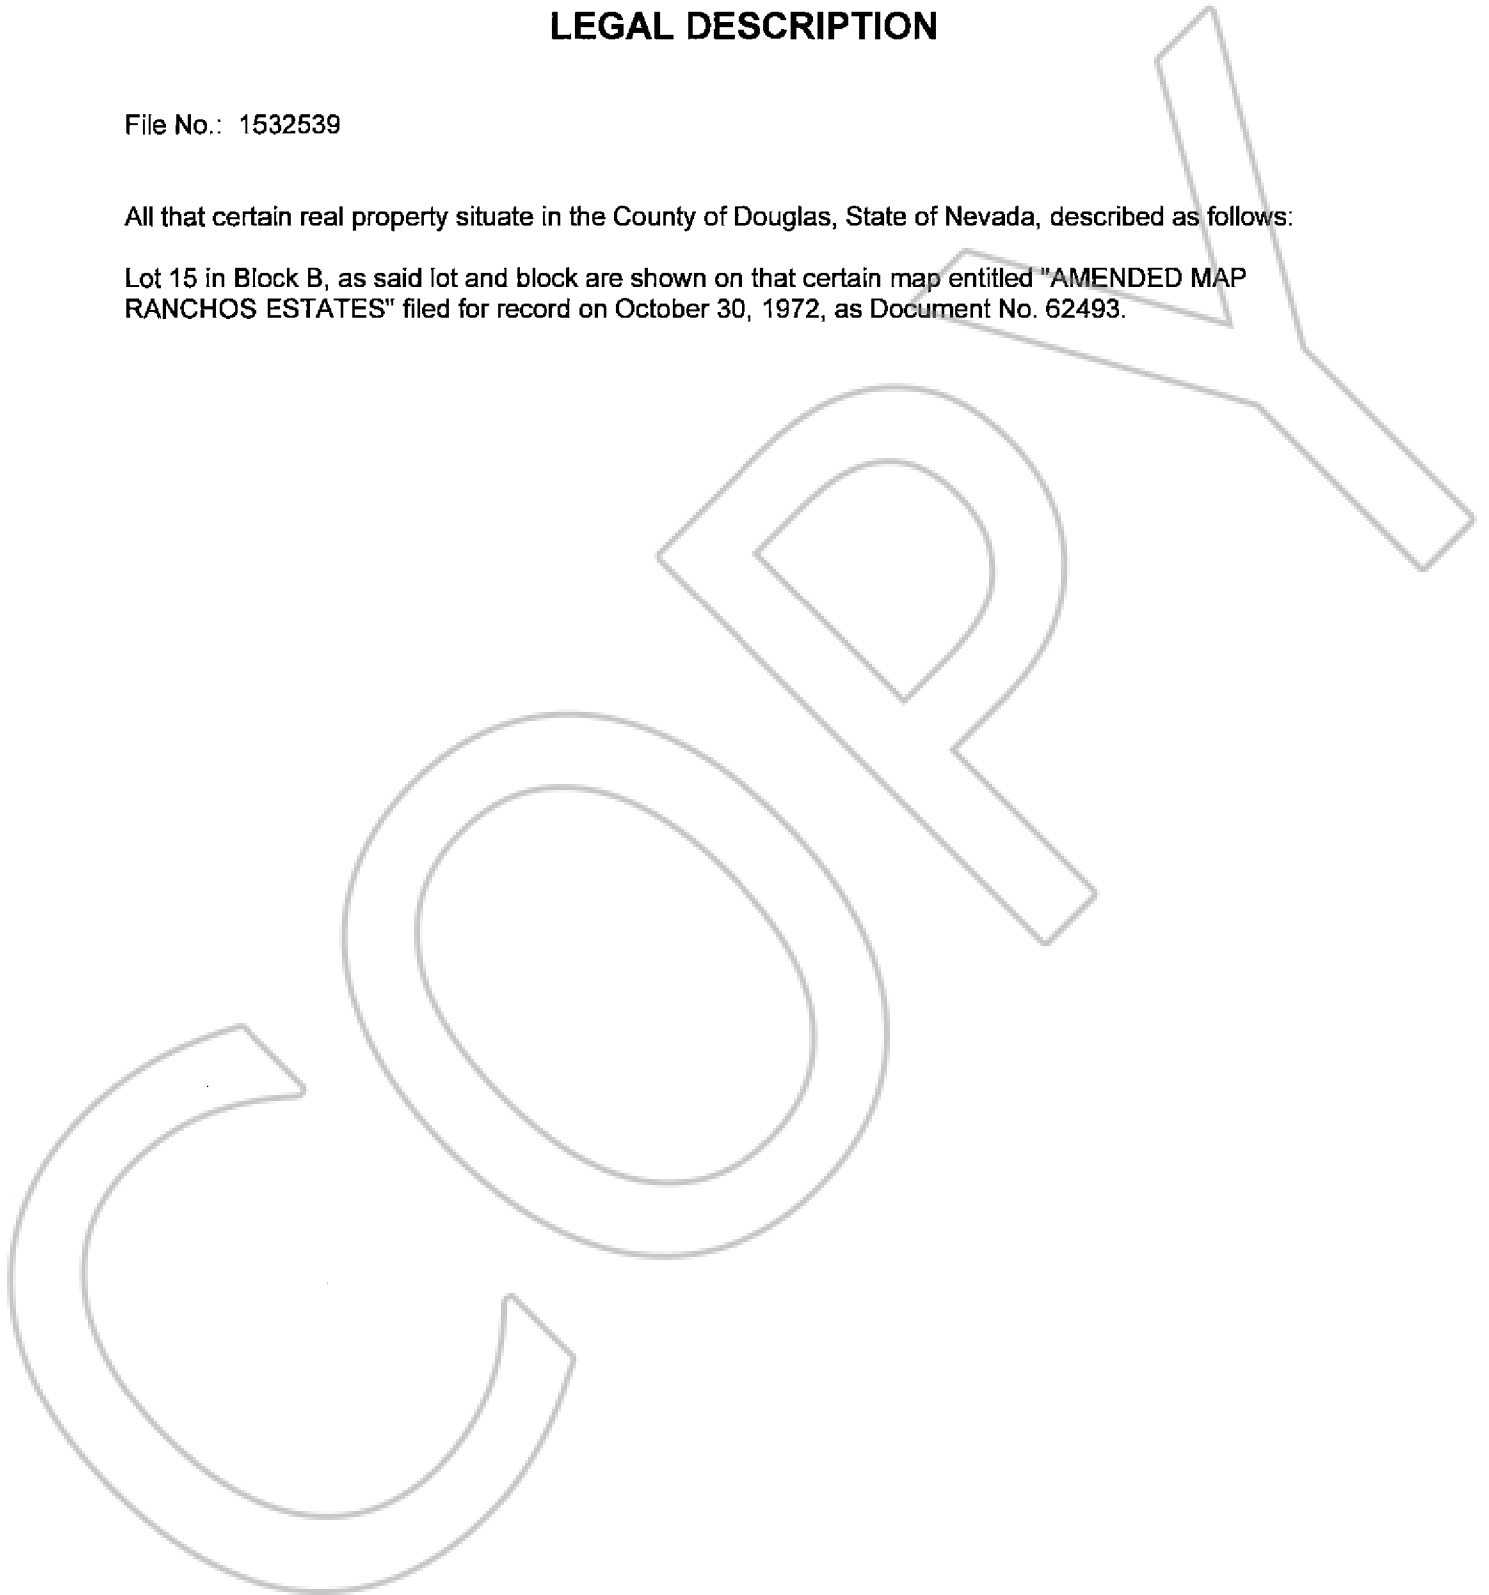 LEGAL DESCRIPTION
File No.: 1532539
All that certain real property situate in the County of Douglas, State of Nevada, described as follows:
Lot 15 in Block B, as said lot and block are shown on that certain map entitled "AMENDED MAP
RANCHOS ESTATES" filed for record on October 30, 1972, as Document No. 62493.
COPY